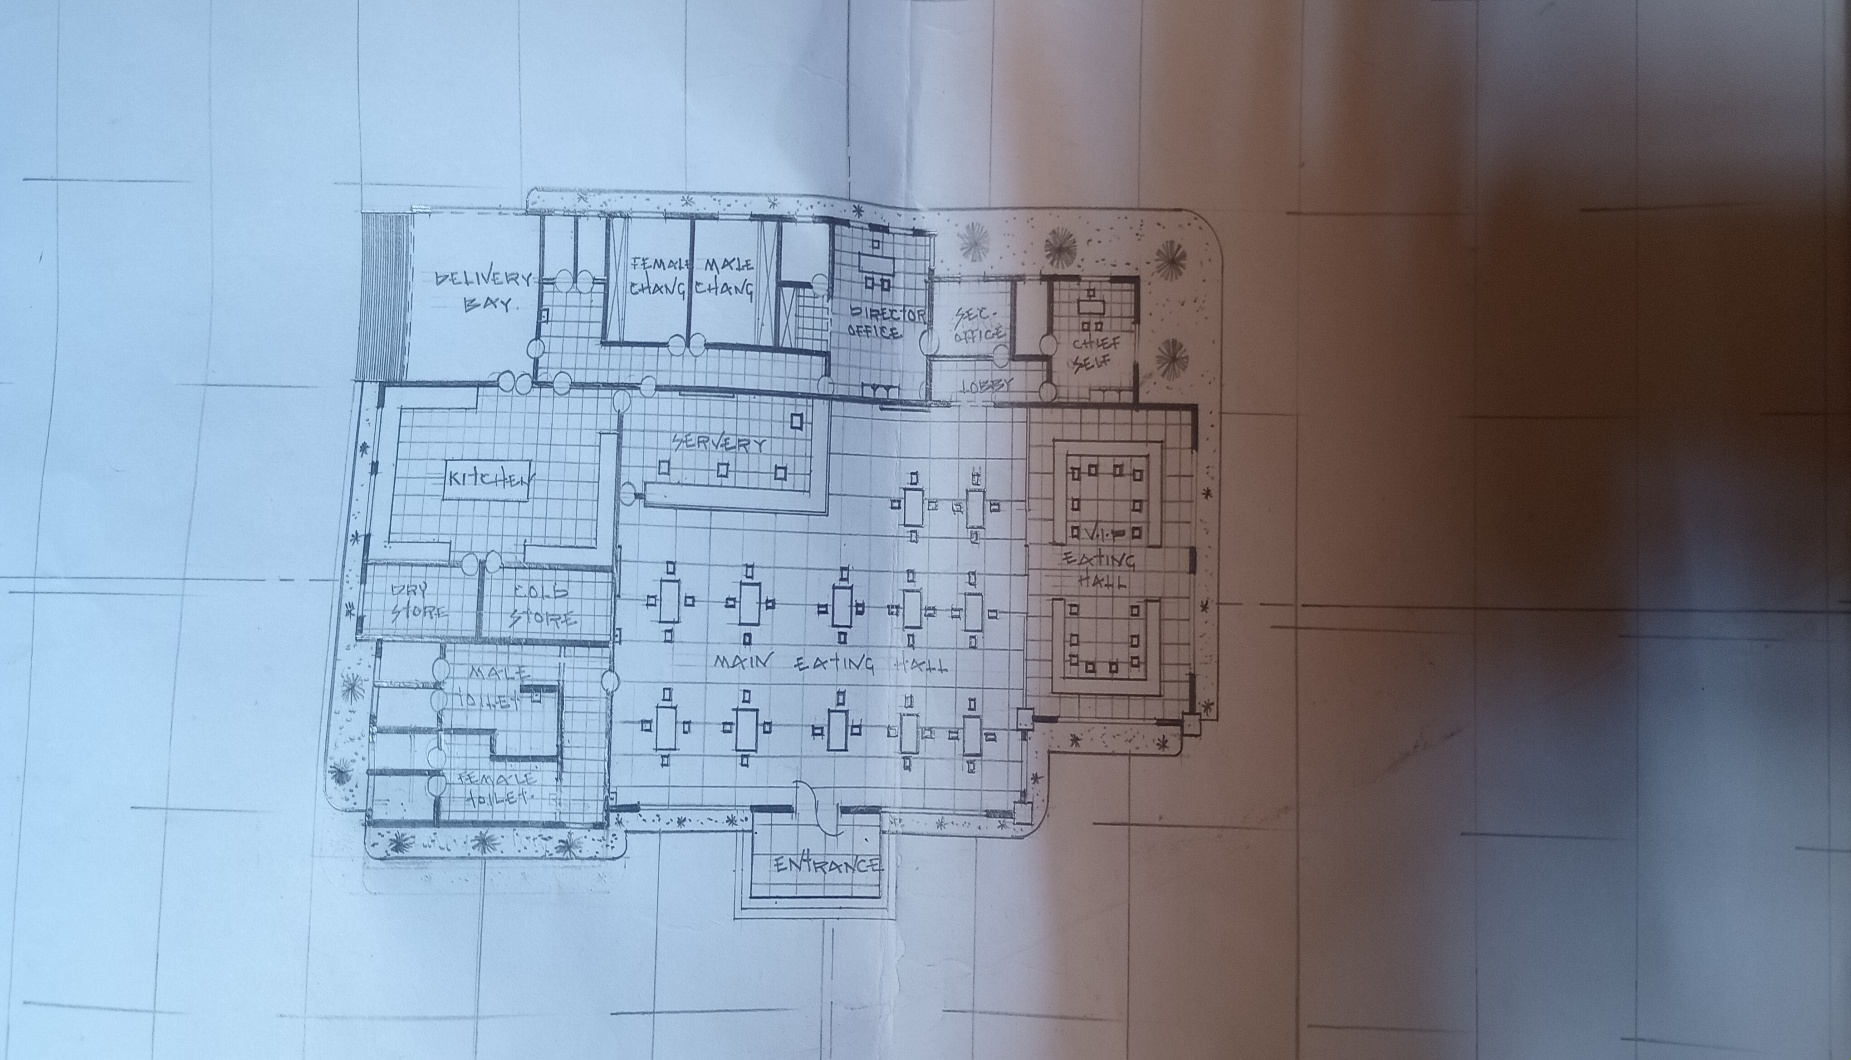 DELIVERY
BAY.
FEMALE
CHANG
MALE
CHANG
DIRECTOR
OFFICE
SEC.
OFFICE
CHEF
SELF
LOBBY
SERVERY
KITCHEN
V.I.P
EATING
HALL
DRY
STORE
COLD
STORE
MAIN EATING HALL
MALE
TOILET
FEMALE
TOILET.
ENTRANCE